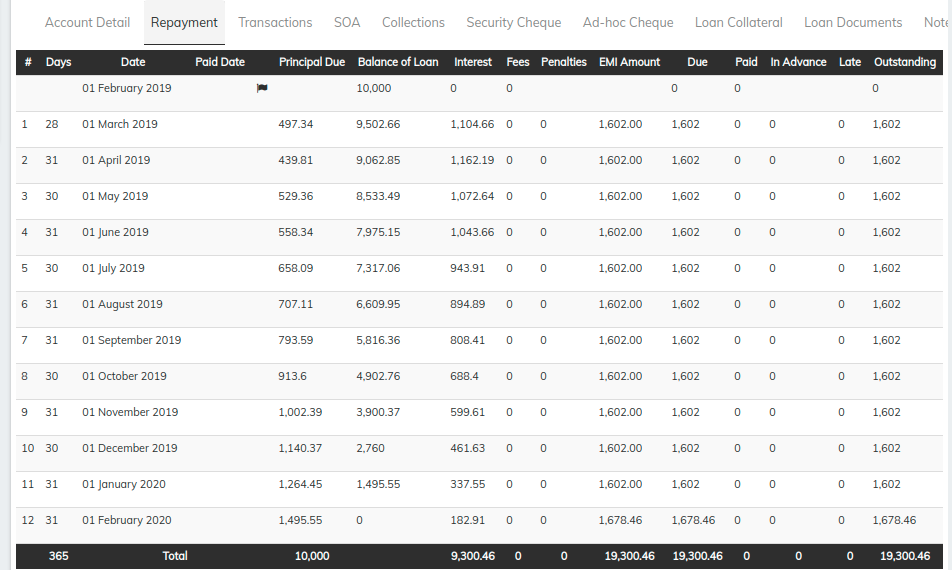 Account Detail Repayment Transactions SOA Collections Security Cheque Ad-hoc Cheque Loan Collateral Loan Documents
# Days Date Paid Date Principal Due Balance of Loan Interest Fees Penalties EMI Amount Due Paid In Advance Late Outstanding
01 February 2019 10,000 0 0 0 0 0
1 28 01 March 2019 497.34 9,502.66 1,104.66 0 0 1,602.00 1,602 0 0 0 1,602
2 31 01 April 2019 439.81 9,062.85 1,162.19 0 0 1,602.00 1,602 0 0 0 1,602
3 30 01 May 2019 529.36 8,533.49 1,072.64 0 0 1,602.00 1,602 0 0 0 1,602
4 31 01 June 2019 558.34 7,975.15 1,043.66 0 0 1,602.00 1,602 0 0 0 1,602
5 30 01 July 2019 658.09 7,317.06 943.91 0 0 1,602.00 1,602 0 0 0 1,602
6 31 01 August 2019 707.11 6,609.95 894.89 0 0 1,602.00 1,602 0 0 0 1,602
7 31 01 September 2019 793.59 5,816.36 808.41 0 0 1,602.00 1,602 0 0 0 1,602
8 30 01 October 2019 913.6 4,902.76 688.4 0 0 1,602.00 1,602 0 0 0 1,602
9 31 01 November 2019 1,002.39 3,900.37 599.61 0 0 1,602.00 1,602 0 0 0 1,602
10 30 01 December 2019 1,140.37 2,760 461.63 0 0 1,602.00 1,602 0 0 0 1,602
11 31 01 January 2020 1,264.45 1,495.55 337.55 0 0 1,602.00 1,602 0 0 0 1,602
12 31 01 February 2020 1,495.55 0 182.91 0 0 1,678.46 1,678.46 0 0 0 1,678.46
365 Total 10,000 9,300.46 0 0 19,300.46 19,300.46 0 0 0 19,300.46